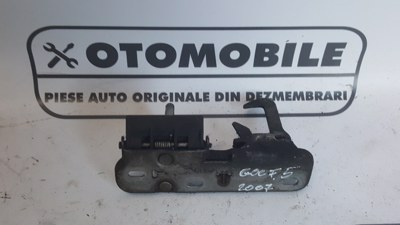 OTOMOBILE
PIESE AUTO ORIGINALE DIN DEZMEMBRARI
GOLF 5
2007